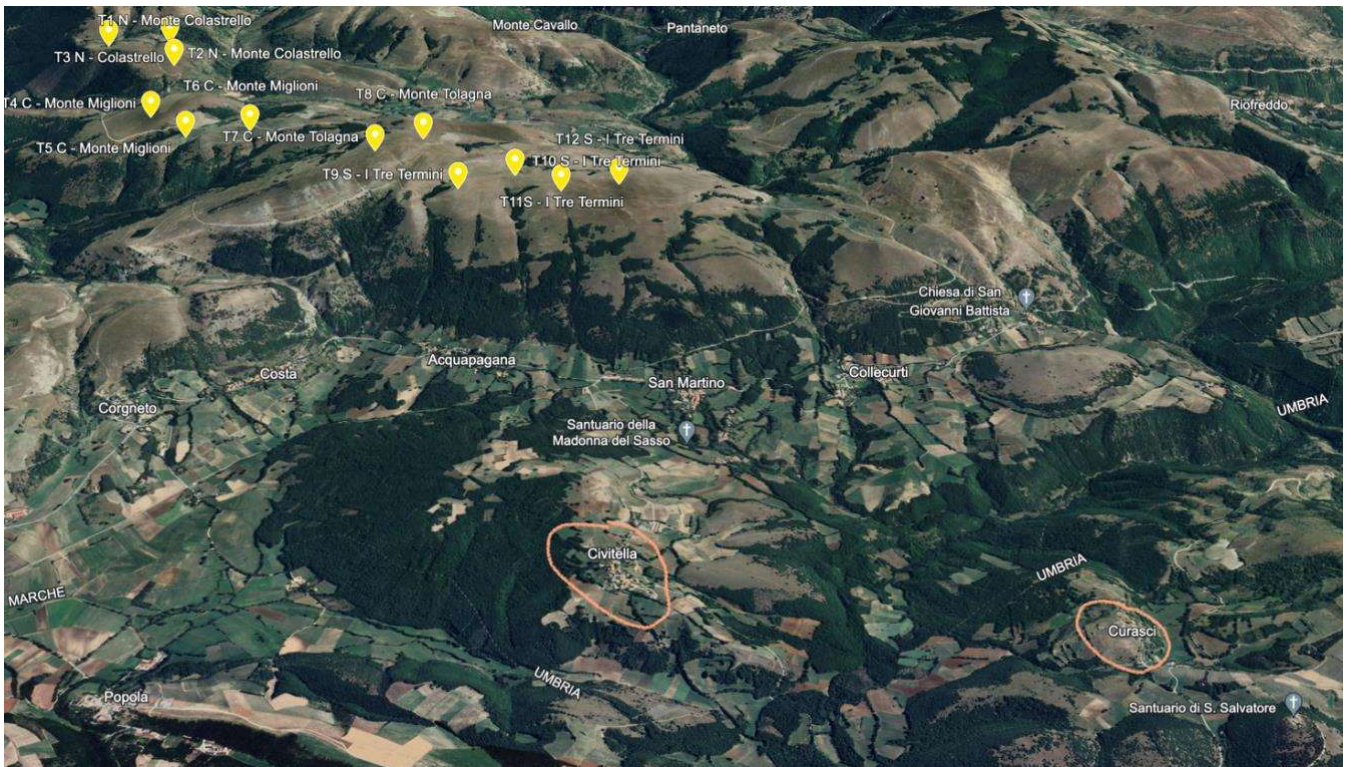 T1 N - Monte Colastrello
Monte Cavallo
Pantaneto
T3 N - Colastrello
T2 N - Monte Colastrello
T6 C - Monte Miglioni
T4 C - Monte Miglioni
T8 C - Monte Tolagna
Riofreddo
T5 C - Monte Miglioni
T7 C - Monte Tolagna
T12 S - I Tre Termini
T10 S - I Tre Termini
T9 S - I Tre Termini
T11S - I Tre Termini
Chiesa di San
Giovanni Battista
Acquapagana
Costa
San Martino
Collecurti
Corgneto
UMBRIA
Santuario della
Madonna del Sasso
Civitella
UMBRIA
MARCHE
Curasci
UMBRIA
Popola
Santuario di S. Salvatore